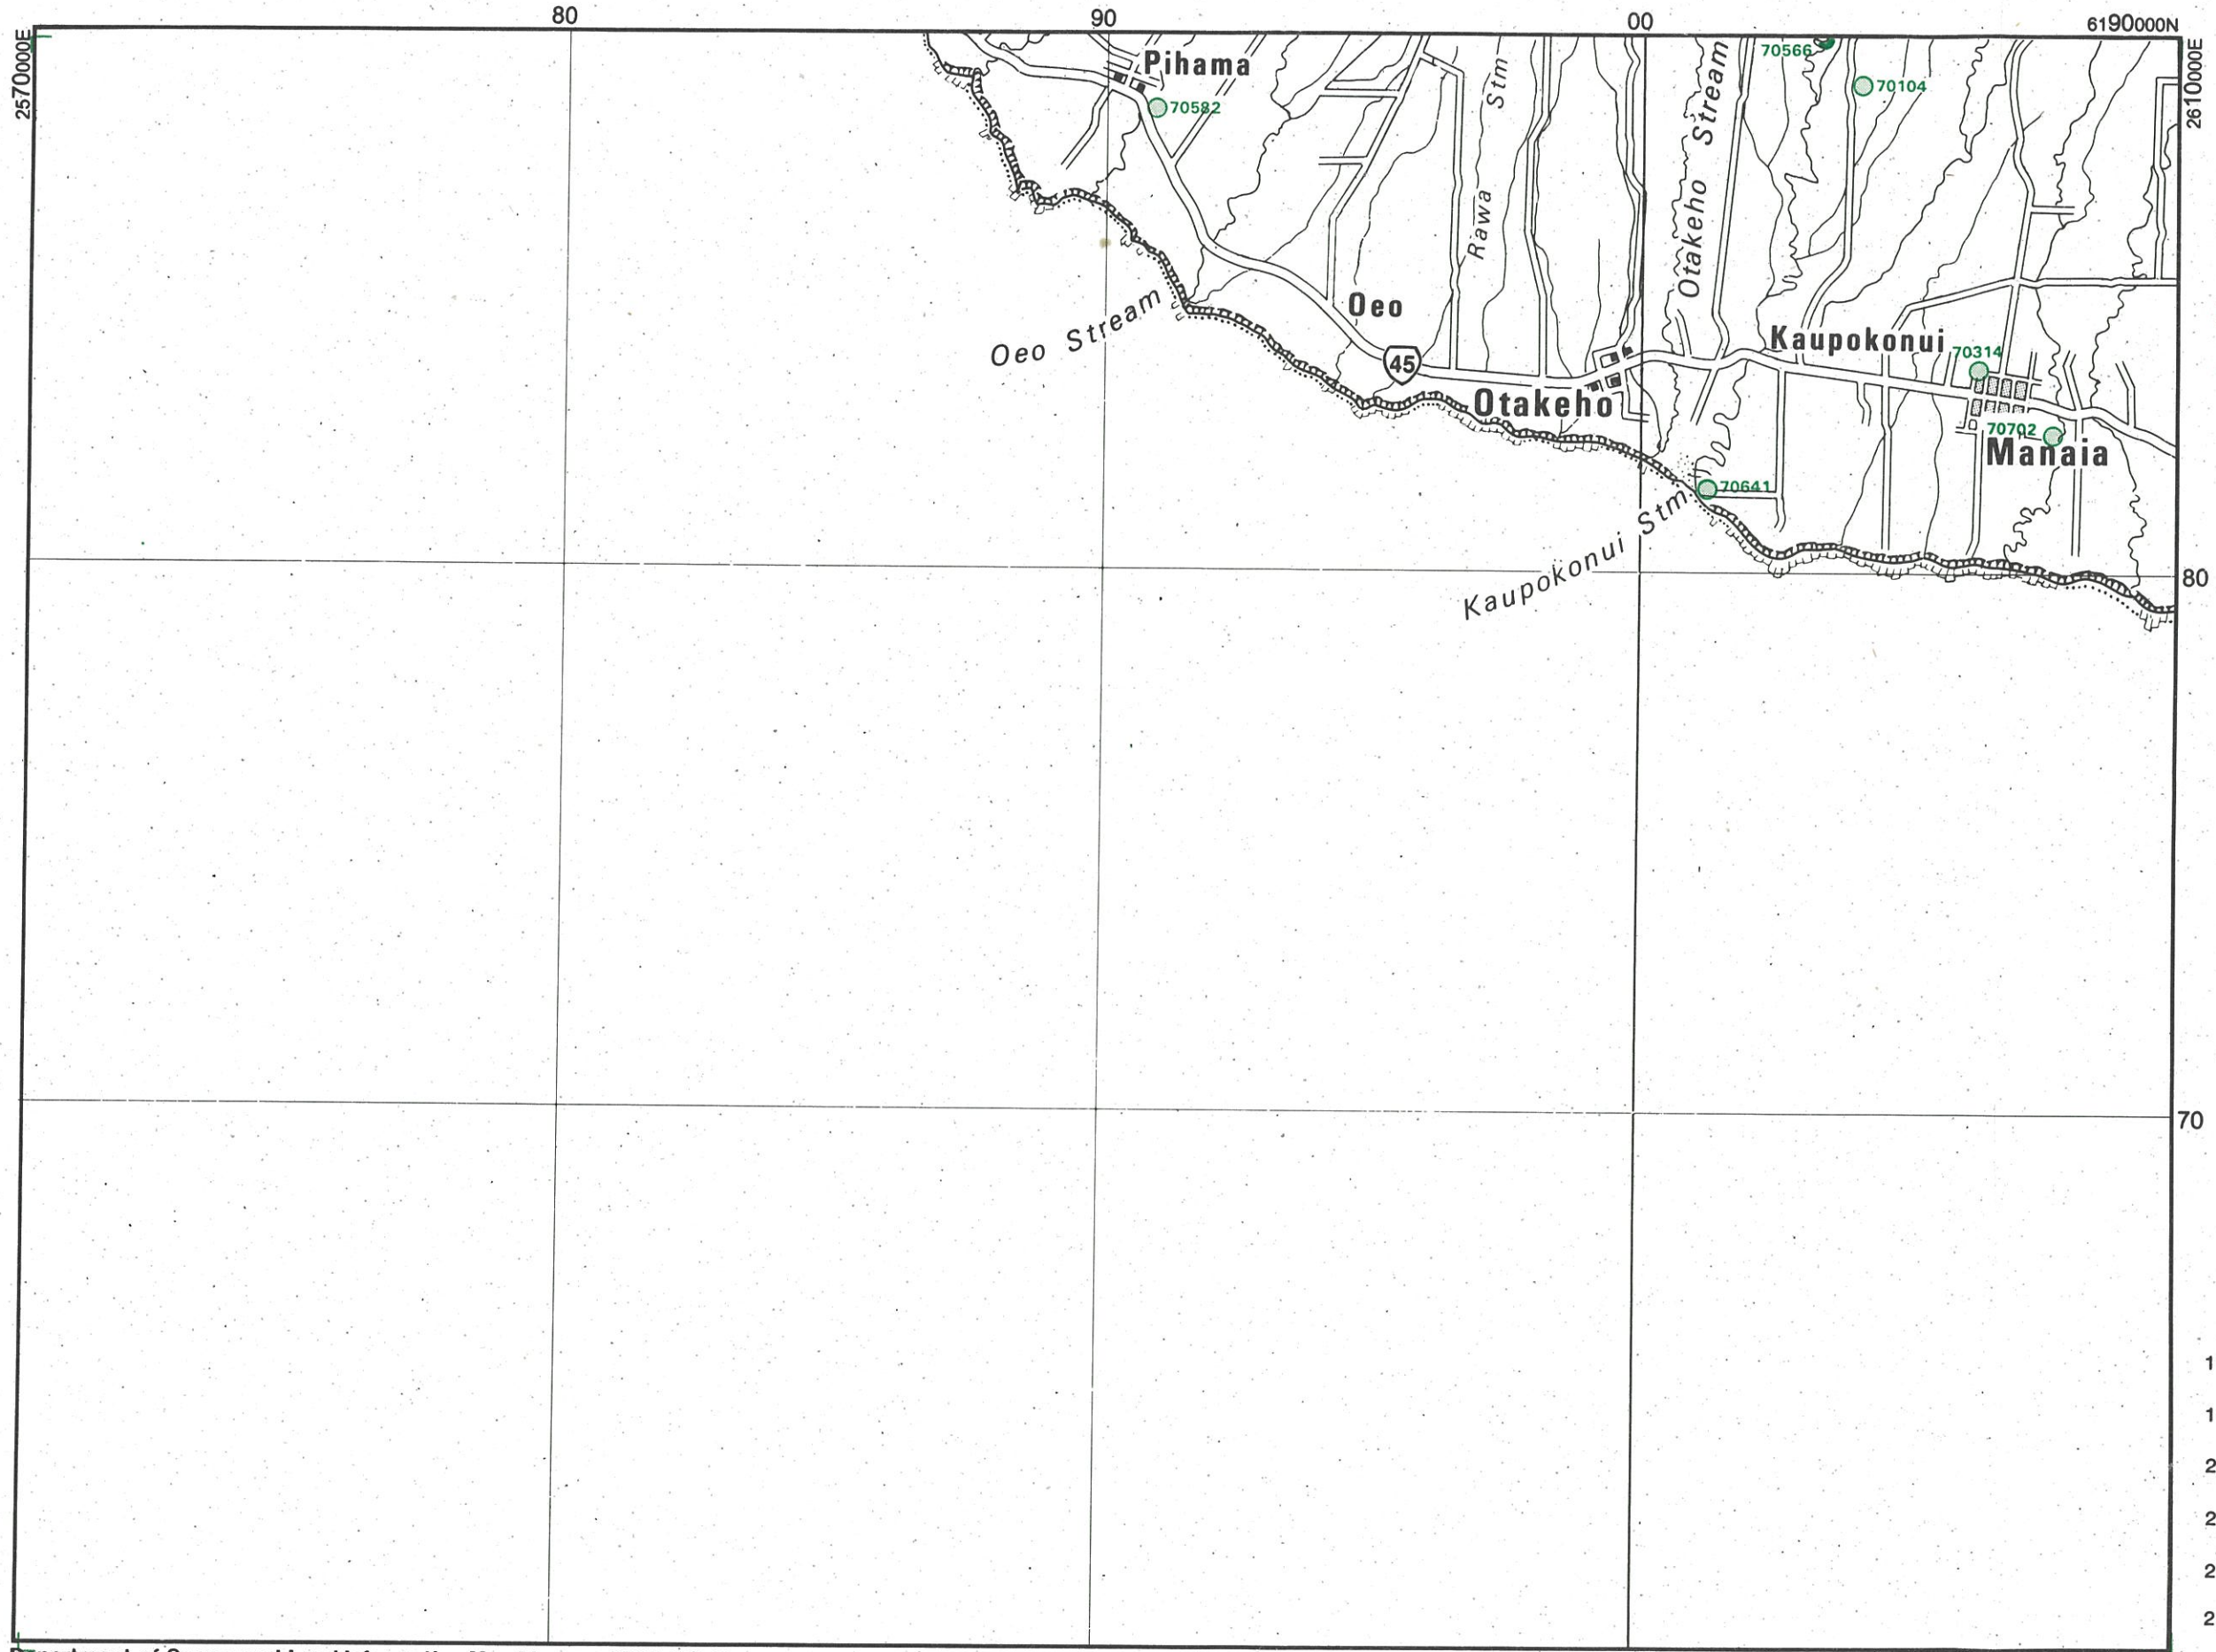 80
90
00
6190000N
2570000E
2610000E
Pihama
70582
Rawa Stm
Otakeho Stream
70566
70104
Oeo Stream
Oeo
45
Kaupokonui
70314
Otakeho
70702
Manaia
70641
Kaupokonui Stm
80
70
1
1
2
2
2
2